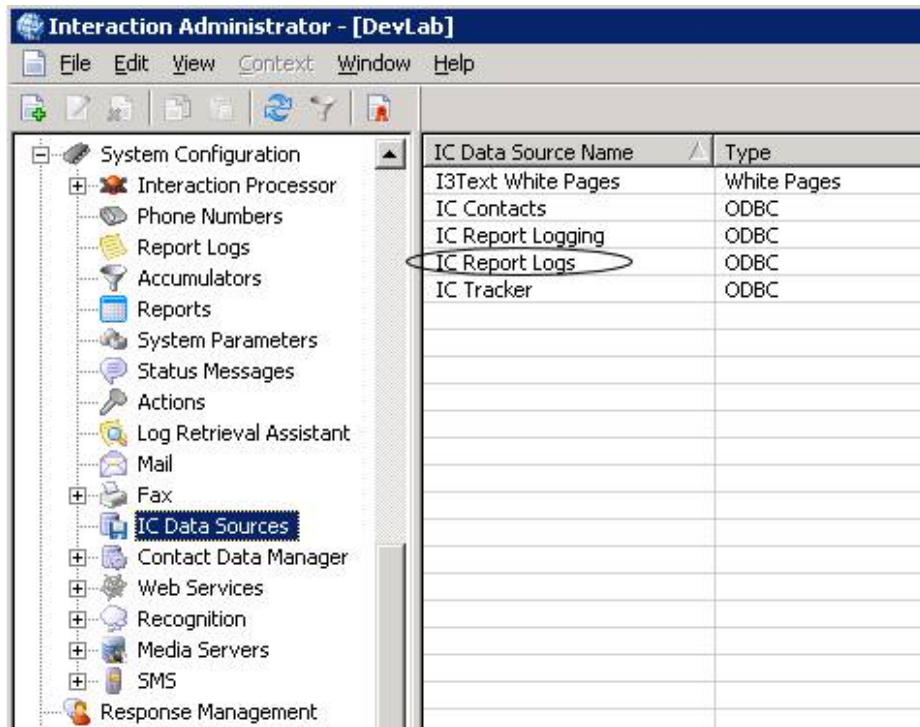 Interaction Administrator - [DevLab]
File Edit View Context Window Help
System Configuration
Interaction Processor
Phone Numbers
Report Logs
Accumulators
Reports
System Parameters
Status Messages
Actions
Log Retrieval Assistant
Mail
Fax
IC Data Sources
Contact Data Manager
Web Services
Recognition
Media Servers
SMS
Response Management
IC Data Source Name Type
I3Text White Pages White Pages
IC Contacts ODBC
IC Report Logging ODBC
IC Report Logs ODBC
IC Tracker ODBC